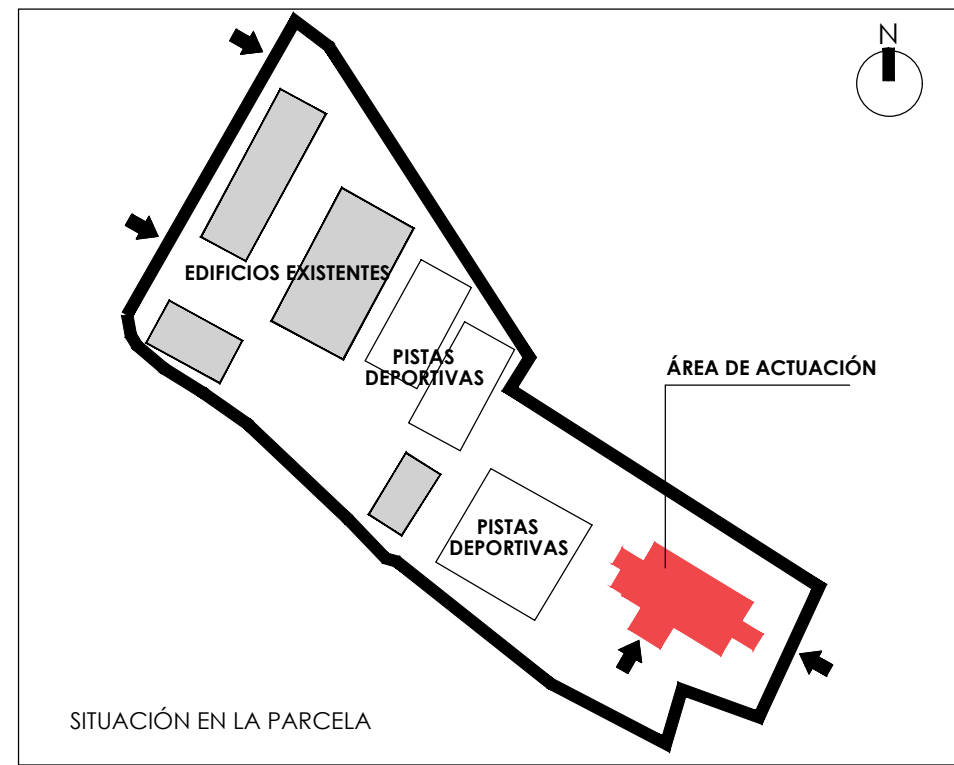 N
EDIFICIOS EXISTENTES
PISTAS
DEPORTIVAS
ÁREA DE ACTUACIÓN
PISTAS
DEPORTIVAS
SITUACIÓN EN LA PARCELA